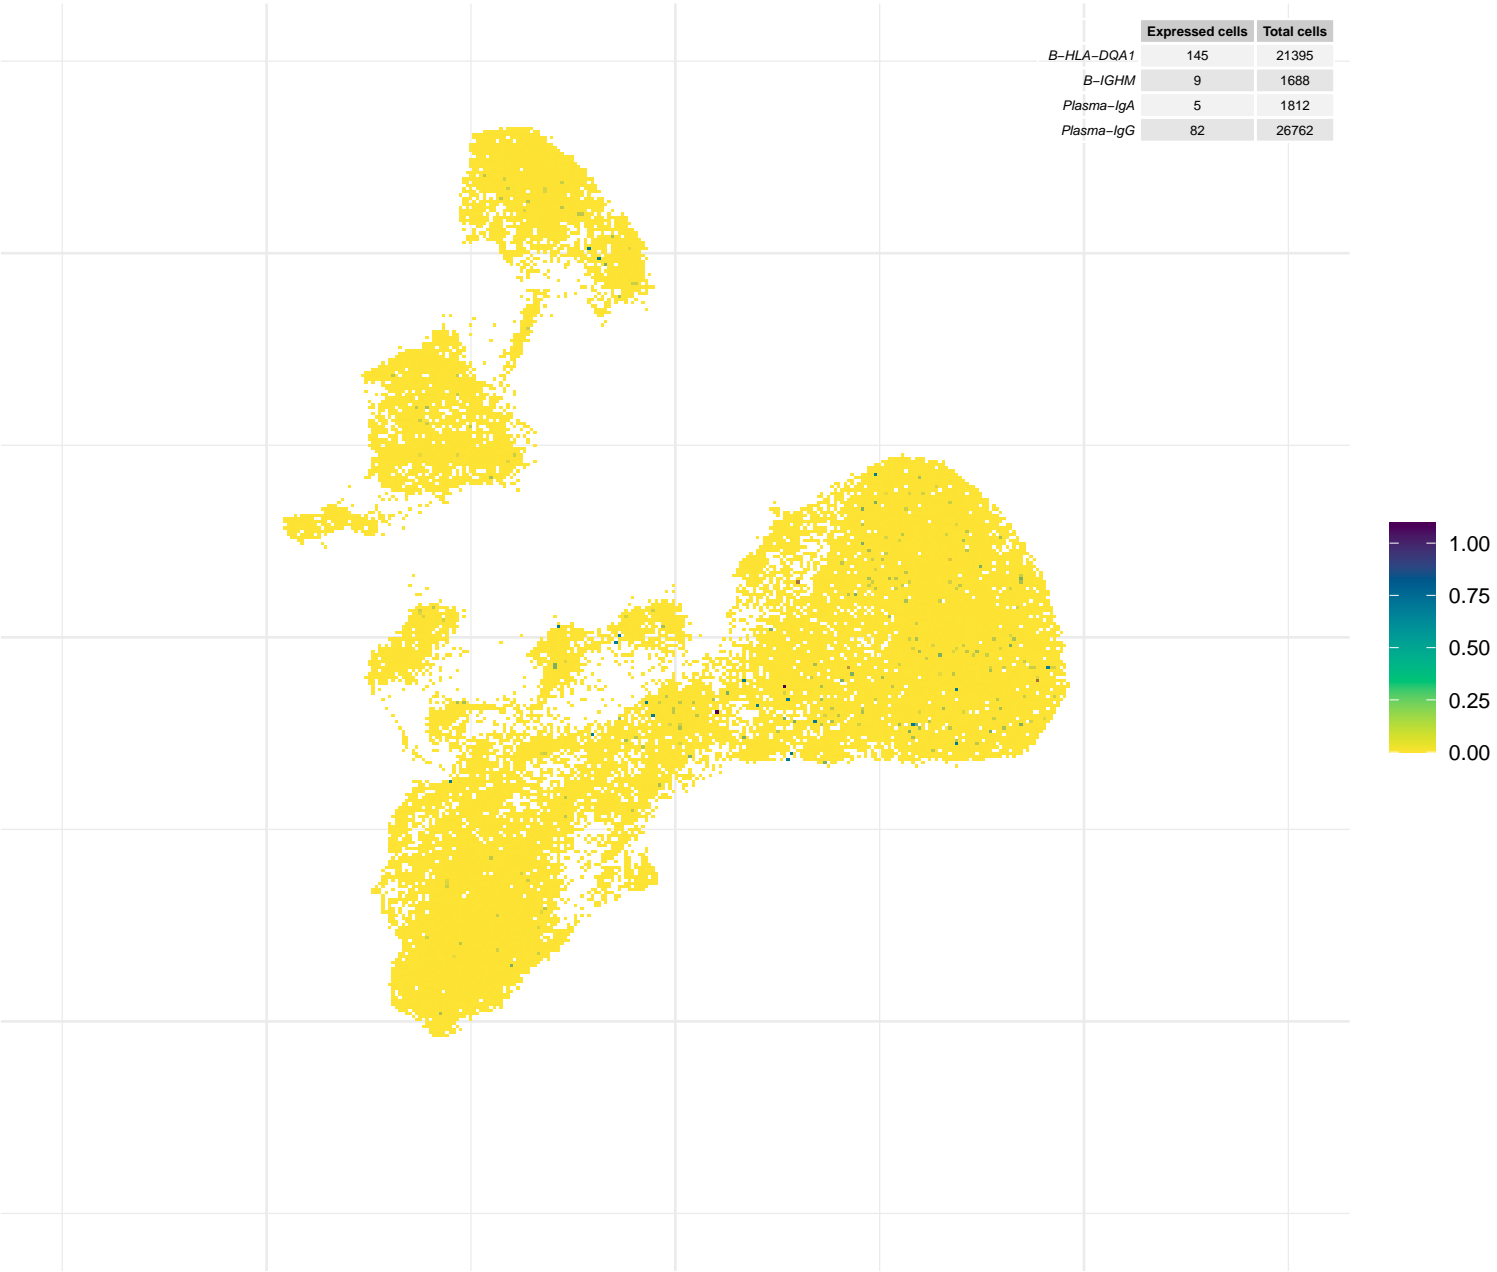 Expressed cells Total cells
B−HLA−DQA1 145 21395
B−IGHM 9 1688
Plasma−IgA 5 1812
Plasma−IgG 82 26762
1.00
0.75
0.50
0.25
0.00